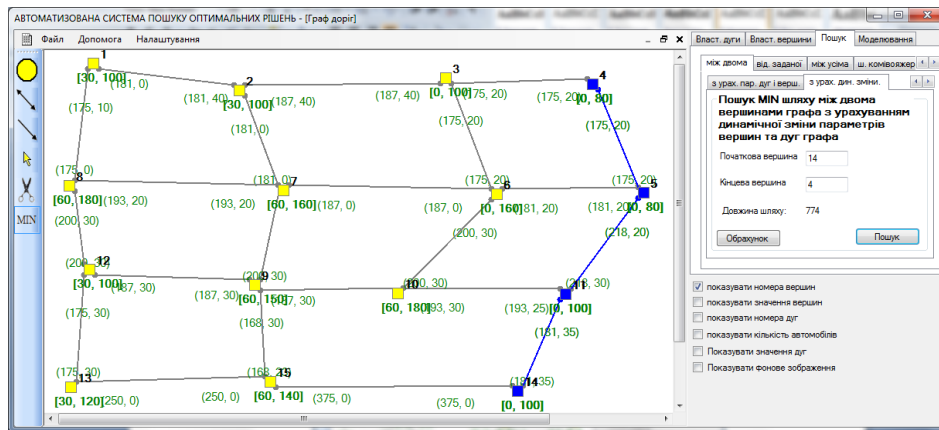 АВТОМАТИЗОВАНА СИСТЕМА ПОШУКУ ОПТИМАЛЬНИХ РІШЕНЬ - [Граф доріг]
Файл Допомога Налаштування
Власт. дуги Власт. вершини Пошук Моделювання
між двома від. заданої між усіма ш. комівояжер
з урах. пар. дуг і верш. з урах. дин. зміни.
Пошук MIN шляху між двома
вершинами графа з урахуванням
динамічної зміни параметрів
вершин та дуг графа
Початкова вершина 14
Кінцева вершина 4
Довжина шляху: 774
Обрахунок Пошук
показувати номера вершин
показувати значення вершин
показувати номера дуг
показувати кількість автомобілів
Показувати значення дуг
Показувати фонове зображення
MIN
1 2 3 4
[30, 100] (181, 0) (181, 40) [30, 100] (187, 40) (187, 40) [0, 100] (175, 20) (175, 20) [0, 80]
(175, 10) (181, 0) (175, 20) (175, 20)
(175, 0) (181, 0) (175, 20) (175, 20)
8 7 6 5
[60, 180] (193, 20) (193, 20) [60, 160] (187, 0) (187, 0) [0, 160] (181, 20) (181, 20) [0, 80]
(200, 30) (200, 30) (218, 20)
12 9 10 11
(200, 30) (218, 30)
[30, 100] (187, 30) (187, 30) [60, 150] [60, 180] (193, 30) (193, 25) [0, 100]
(175, 30) (168, 30) (181, 35)
13 15 14
[30, 120] (250, 0) (250, 0) [60, 140] (375, 0) (375, 0) [0, 100]